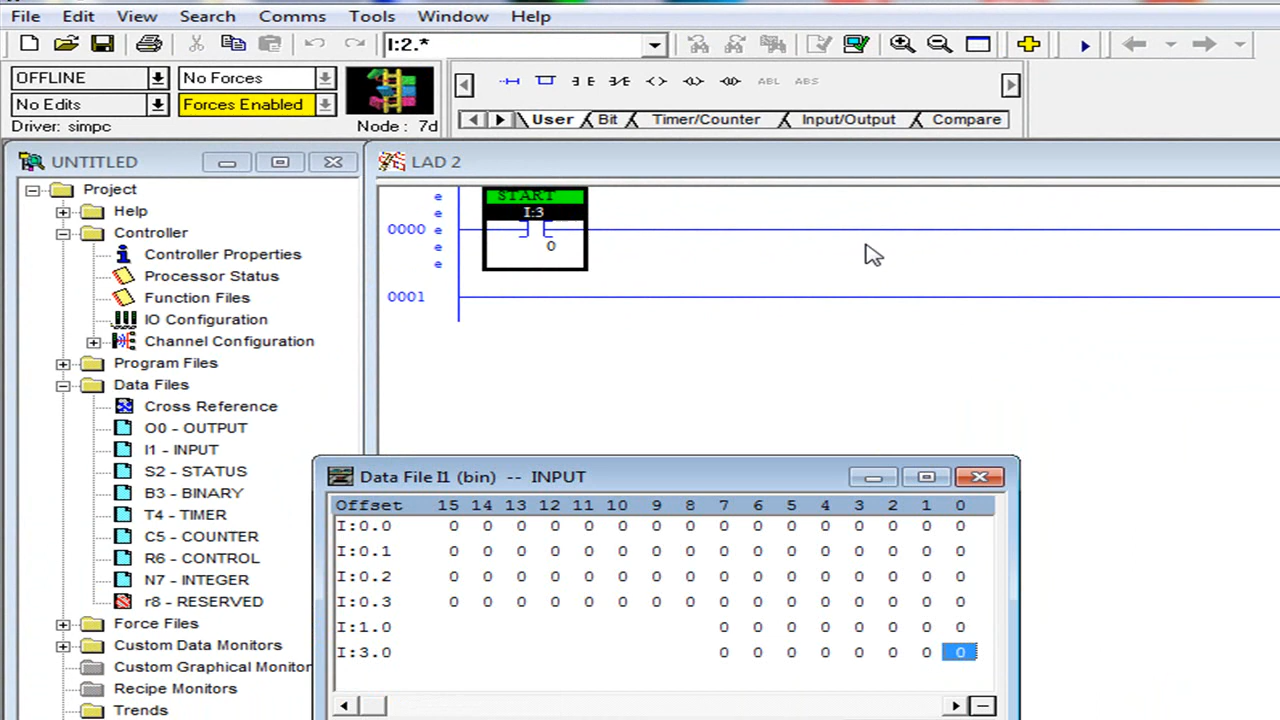 File Edit View Search Comms Tools Window Help
I:2.*
OFFLINE No Forces
No Edits Forces Enabled
Driver: simpc Node : 7d
ABL ABS
User Bit Timer/Counter Input/Output Compare
UNTITLED
Project
Help
Controller
Controller Properties
Processor Status
Function Files
IO Configuration
Channel Configuration
Program Files
Data Files
Cross Reference
O0 - OUTPUT
I1 - INPUT
S2 - STATUS
B3 - BINARY
T4 - TIMER
C5 - COUNTER
R6 - CONTROL
N7 - INTEGER
r8 - RESERVED
Force Files
Custom Data Monitors
Custom Graphical Monitor
Recipe Monitors
Trends
LAD 2
START
I:3
0
e
e
0000 e
e
e
0001
Data File I1 (bin) -- INPUT
Offset 15 14 13 12 11 10 9 8 7 6 5 4 3 2 1 0
I:0.0 0 0 0 0 0 0 0 0 0 0 0 0 0 0 0 0
I:0.1 0 0 0 0 0 0 0 0 0 0 0 0 0 0 0 0
I:0.2 0 0 0 0 0 0 0 0 0 0 0 0 0 0 0 0
I:0.3 0 0 0 0 0 0 0 0 0 0 0 0 0 0 0 0
I:1.0 0 0 0 0 0 0 0 0
I:3.0 0 0 0 0 0 0 0 0